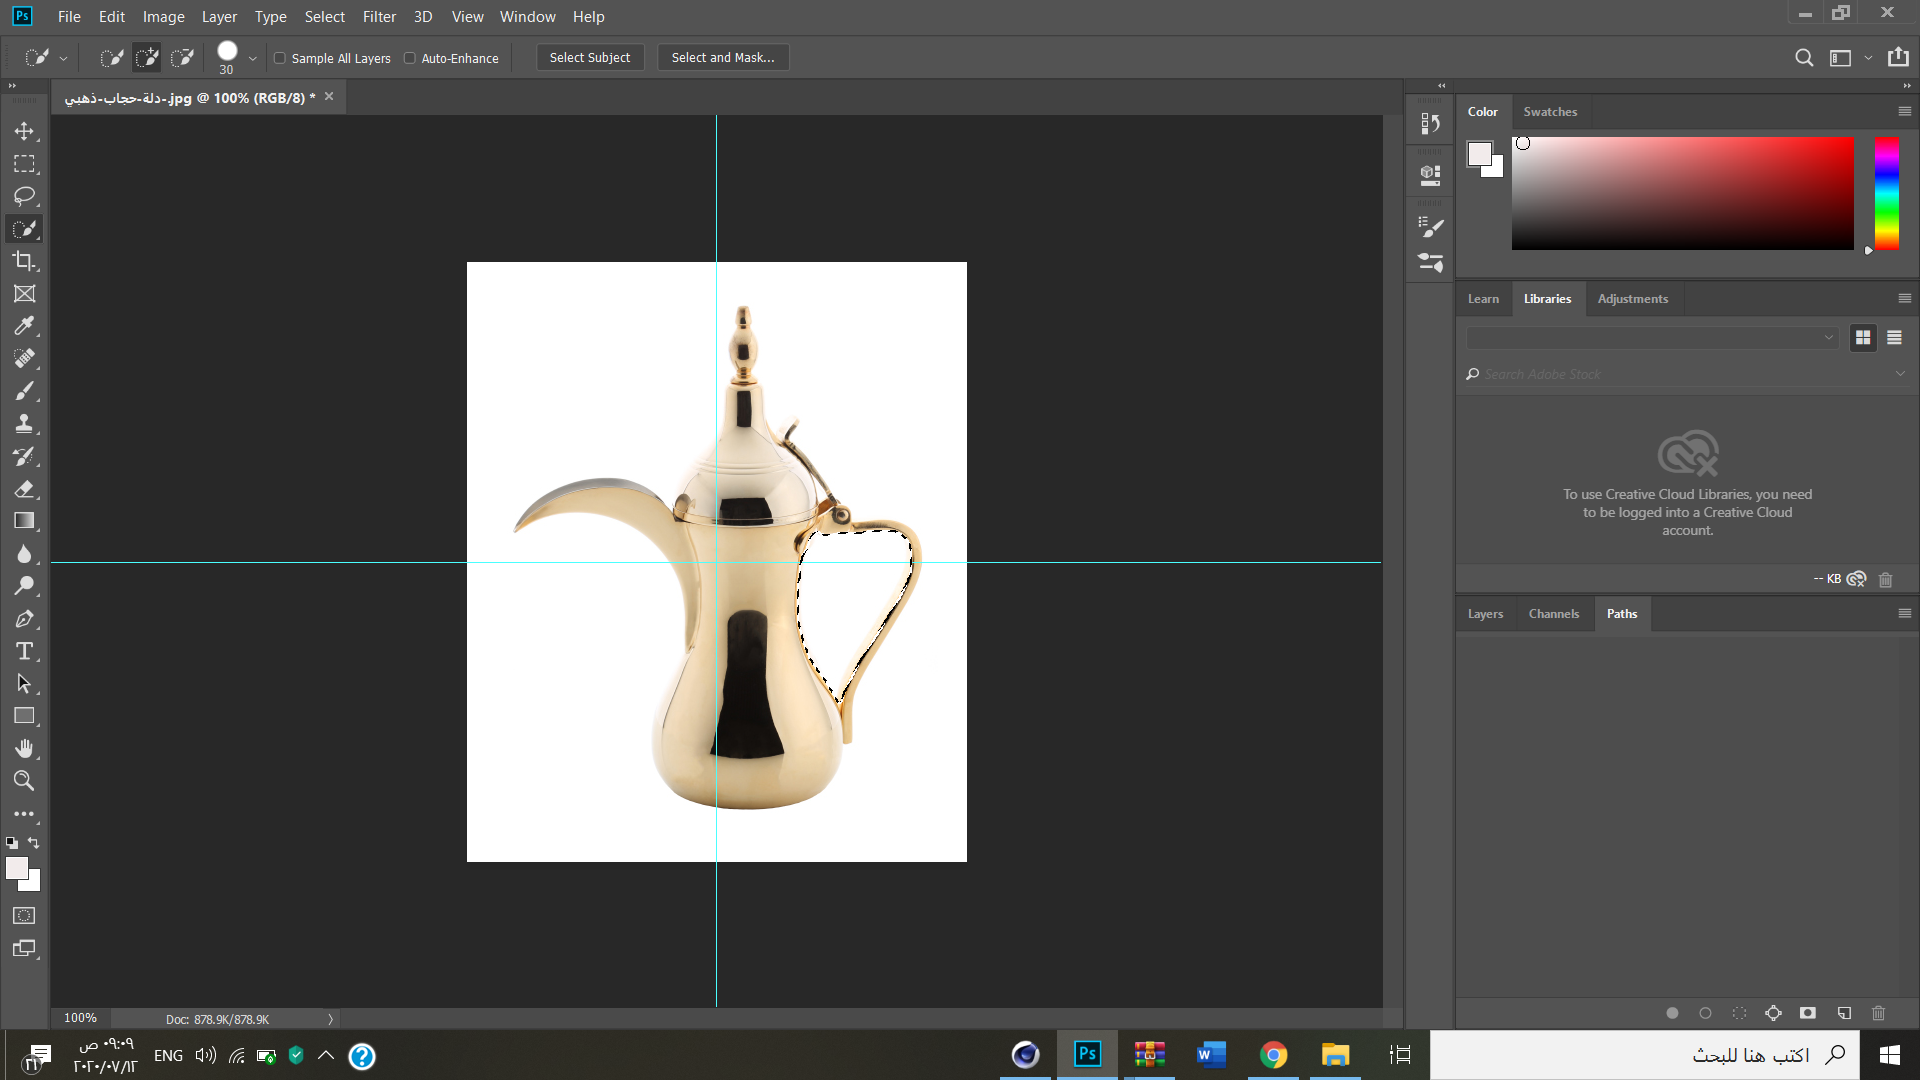 Ps File Edit Image Layer Type Select Filter 3D View Window Help
30 Sample All Layers Auto-Enhance Select Subject Select and Mask...
دلة-حجاب-ذهبي-.jpg @ 100% (RGB/8) *
Color Swatches
Learn Libraries Adjustments
Search Adobe Stock
To use Creative Cloud Libraries, you need
to be logged into a Creative Cloud
account.
-- KB
Layers Channels Paths
100% Doc: 878.9K/878.9K
٢١ ٠٩:٠٩ ص ENG Ps W اكتب هنا للبحث
٢٠٢٠/٠٧/١٢